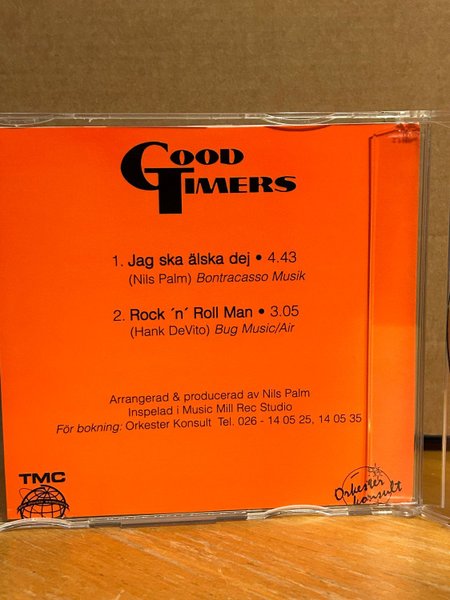 GOOD
TIMERS
1. Jag ska älska dej • 4.43
(Nils Palm) Bontracasso Musik
2. Rock ´n´ Roll Man • 3.05
(Hank DeVito) Bug Music/Air
Arrangerad & producerad av Nils Palm
Inspelad i Music Mill Rec Studio
För bokning: Orkester Konsult Tel. 026 - 14 05 25, 14 05 35
TMC
Orkester
konsult